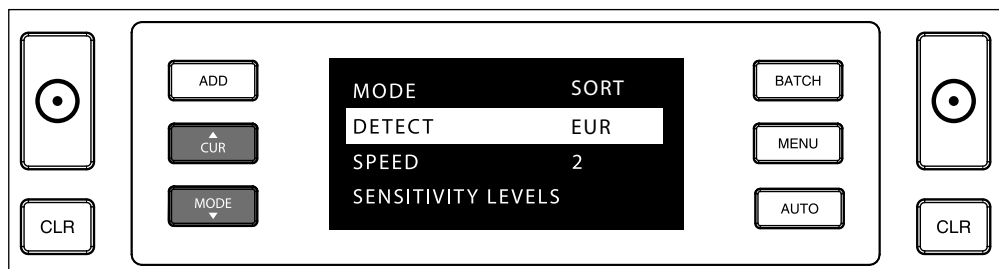 CLR
ADD
CUR
MODE
MODE SORT
DETECT EUR
SPEED 2
SENSITIVITY LEVELS
BATCH
MENU
AUTO
CLR